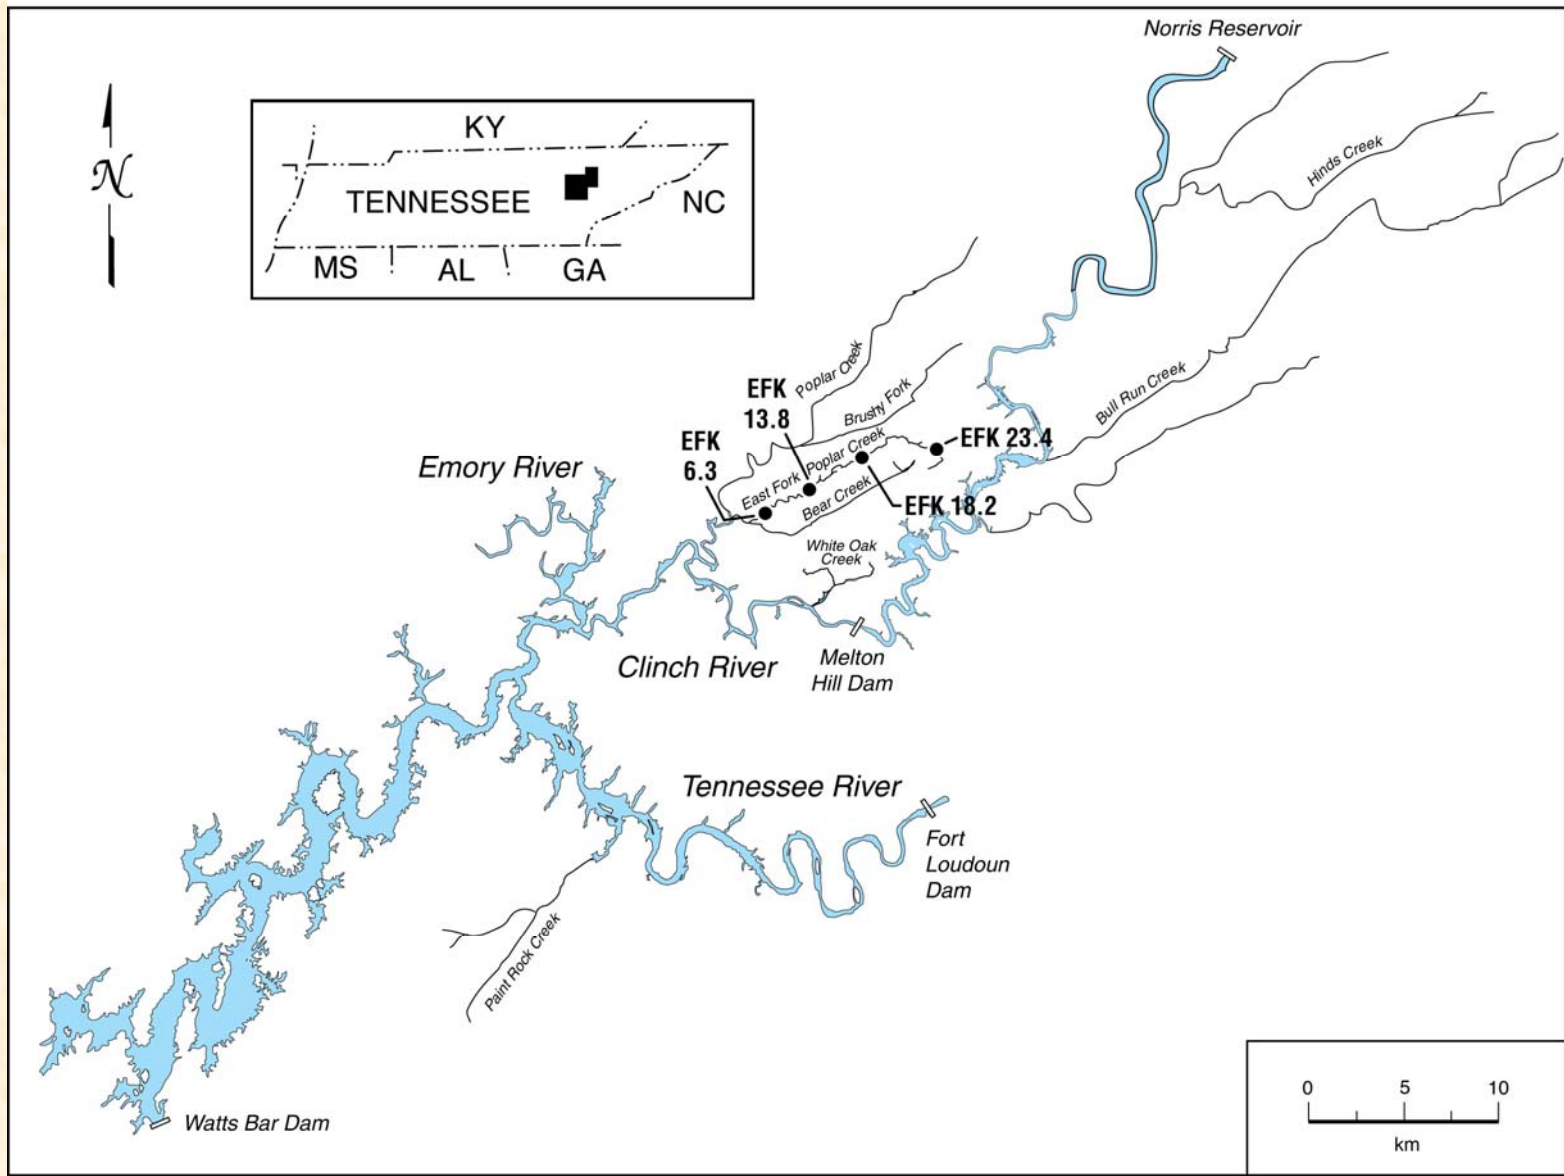 Norris Reservoir
N
KY
TENNESSEE
NC
MS
AL
GA
Hinds Creek
Poplar Creek
Brushy Fork
Bull Run Creek
EFK
13.8
EFK
6.3
EFK 23.4
East Fork Poplar Creek
Bear Creek
EFK 18.2
Emory River
White Oak
Creek
Clinch River
Melton
Hill Dam
Tennessee River
Fort
Loudoun
Dam
Paint Rock Creek
Watts Bar Dam
0 5 10
km